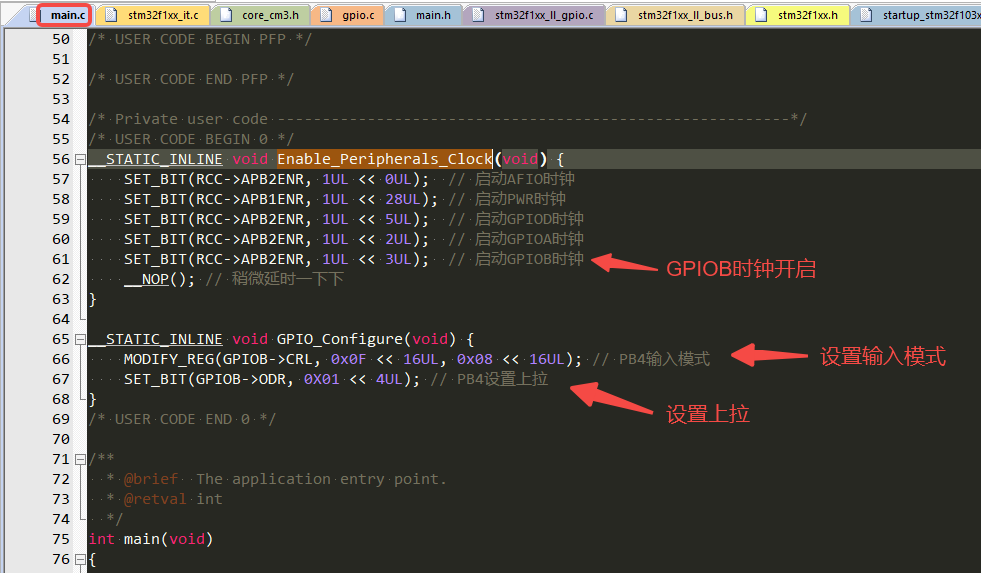 main.c stm32f1xx_it.c core_cm3.h gpio.c main.h stm32f1xx_ll_gpio.c stm32f1xx_ll_bus.h stm32f1xx.h startup_stm32f103x
50 /* USER CODE BEGIN PFP */
51
52 /* USER CODE END PFP */
53
54 /* Private user code ---------------------------------------------------------*/
55 /* USER CODE BEGIN 0 */
56 __STATIC_INLINE void Enable_Peripherals_Clock(void) {
57 SET_BIT(RCC->APB2ENR, 1UL << 0UL); // 启动AFIO时钟
58 SET_BIT(RCC->APB1ENR, 1UL << 28UL); // 启动PWR时钟
59 SET_BIT(RCC->APB2ENR, 1UL << 5UL); // 启动GPIOD时钟
60 SET_BIT(RCC->APB2ENR, 1UL << 2UL); // 启动GPIOA时钟
61 SET_BIT(RCC->APB2ENR, 1UL << 3UL); // 启动GPIOB时钟
GPIOB时钟开启
62 __NOP(); // 稍微延时一下下
63 }
64
65 __STATIC_INLINE void GPIO_Configure(void) {
66 MODIFY_REG(GPIOB->CRL, 0x0F << 16UL, 0x08 << 16UL); // PB4输入模式
设置输入模式
67 SET_BIT(GPIOB->ODR, 0X01 << 4UL); // PB4设置上拉
设置上拉
68 }
69 /* USER CODE END 0 */
70
71 /**
72 * @brief The application entry point.
73 * @retval int
74 */
75 int main(void)
76 {